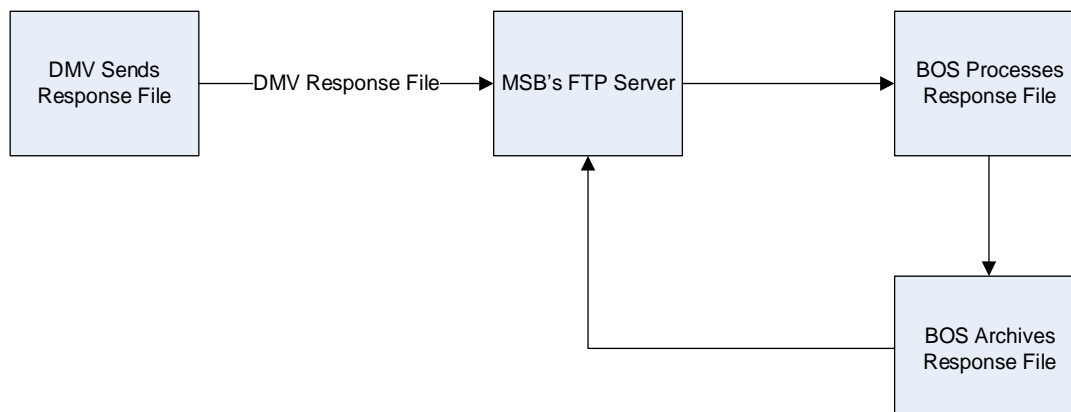 DMV Sends
Response File
DMV Response File
MSB's FTP Server
BOS Processes
Response File
BOS Archives
Response File